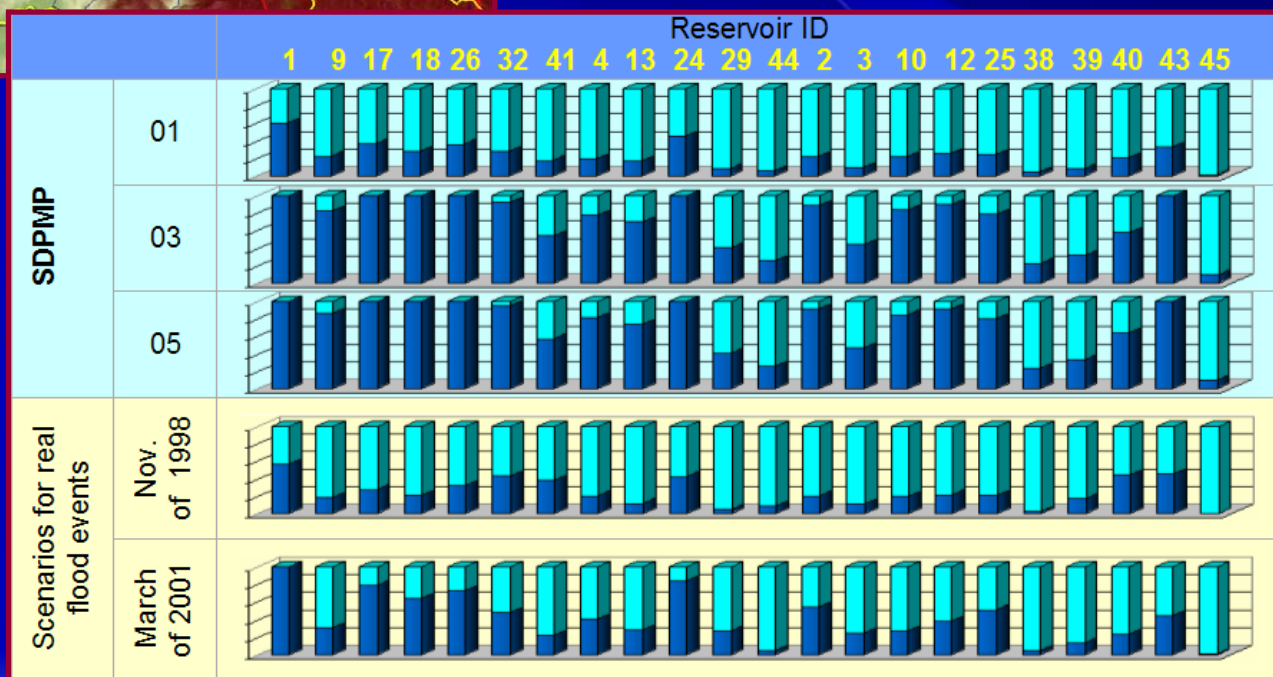 Reservoir ID
1 9 17 18 26 32 41 4 13 24 29 44 2 3 10 12 25 38 39 40 43 45
SDPMP
01
03
05
Scenarios for real
flood events
Nov.
of 1998
March
of 2001